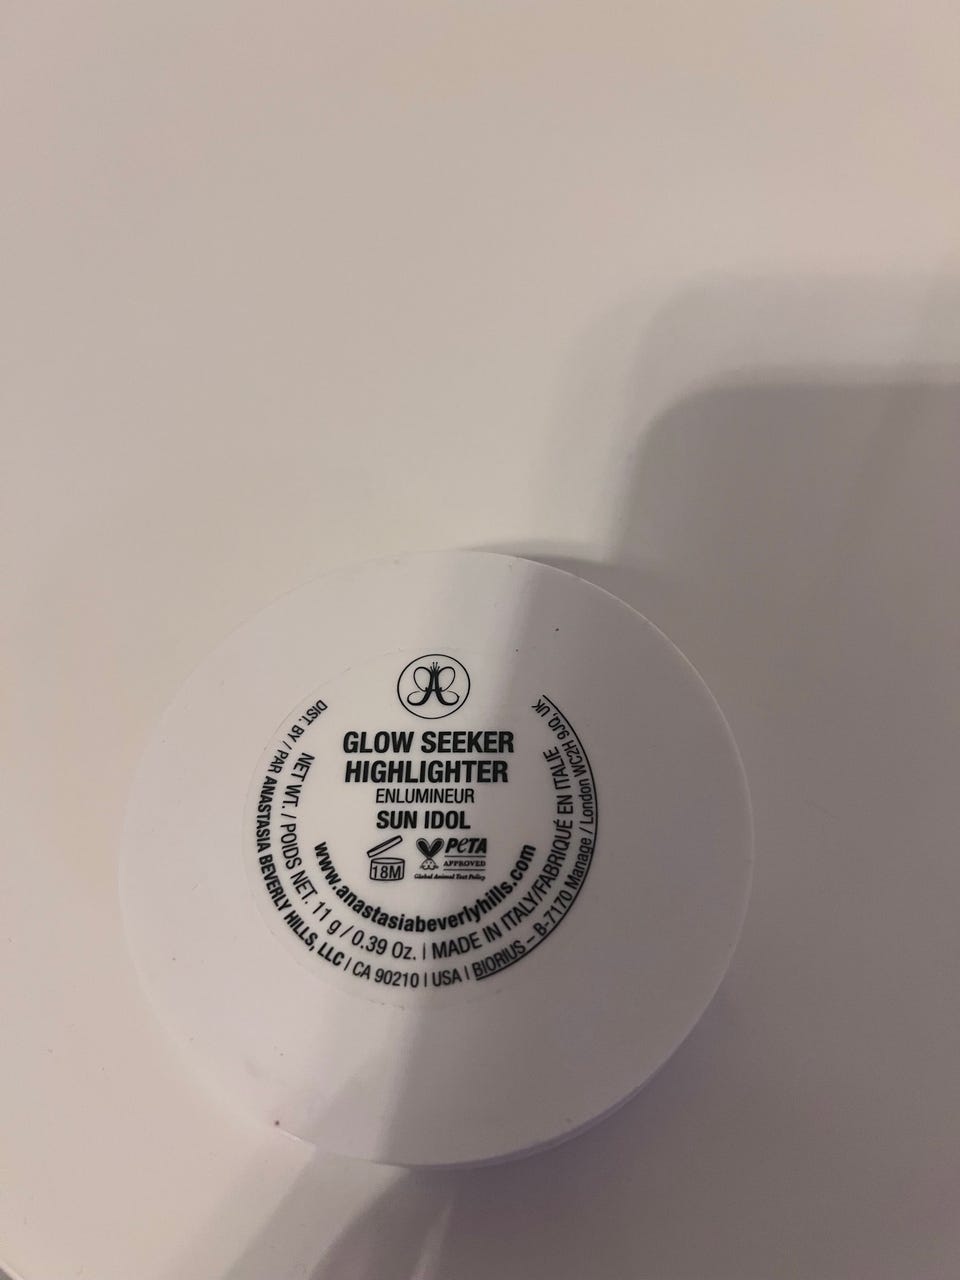 GLOW SEEKER
HIGHLIGHTER
ENLUMINEUR
SUN IDOL
18M
PETA
APPROVED
Global Animal Test Policy
www.anastasiabeverlyhills.com
NET WT. / POIDS NET. 11 g / 0.39 Oz. | MADE IN ITALY/FABRIQUÉ EN ITALIE
DIST. BY / PAR ANASTASIA BEVERLY HILLS, LLC | CA 90210 | USA | BIORIUS – B-7170 Manage / London WC2H 9JQ, UK